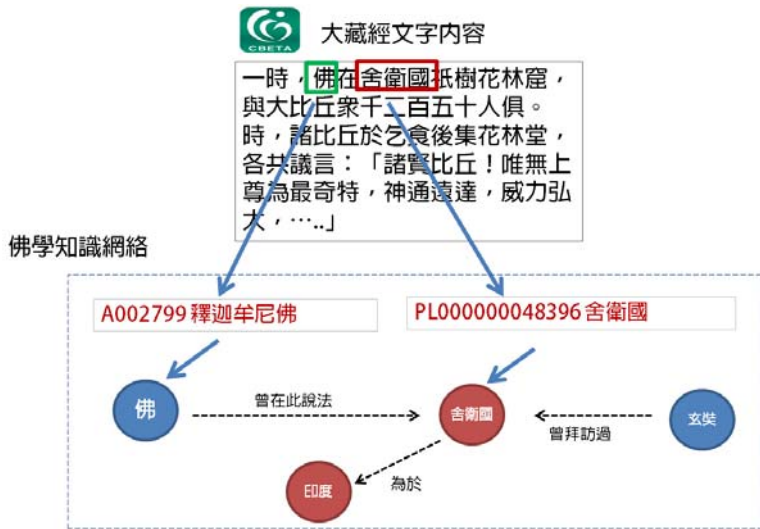 CBETA
大藏經文字内容
一時，佛在舍衛國祇樹花林窟，
與大比丘衆千二百五十人俱。
時，諸比丘於乞食後集花林堂，
各共議言：「諸賢比丘！唯無上
尊為最奇特，神通遠達，威力弘
大，…..」
佛學知識網絡
A002799 釋迦牟尼佛
PL000000048396 舍衛國
佛
曾在此說法
舍衛國
曾拜訪過
玄奘
為於
印度